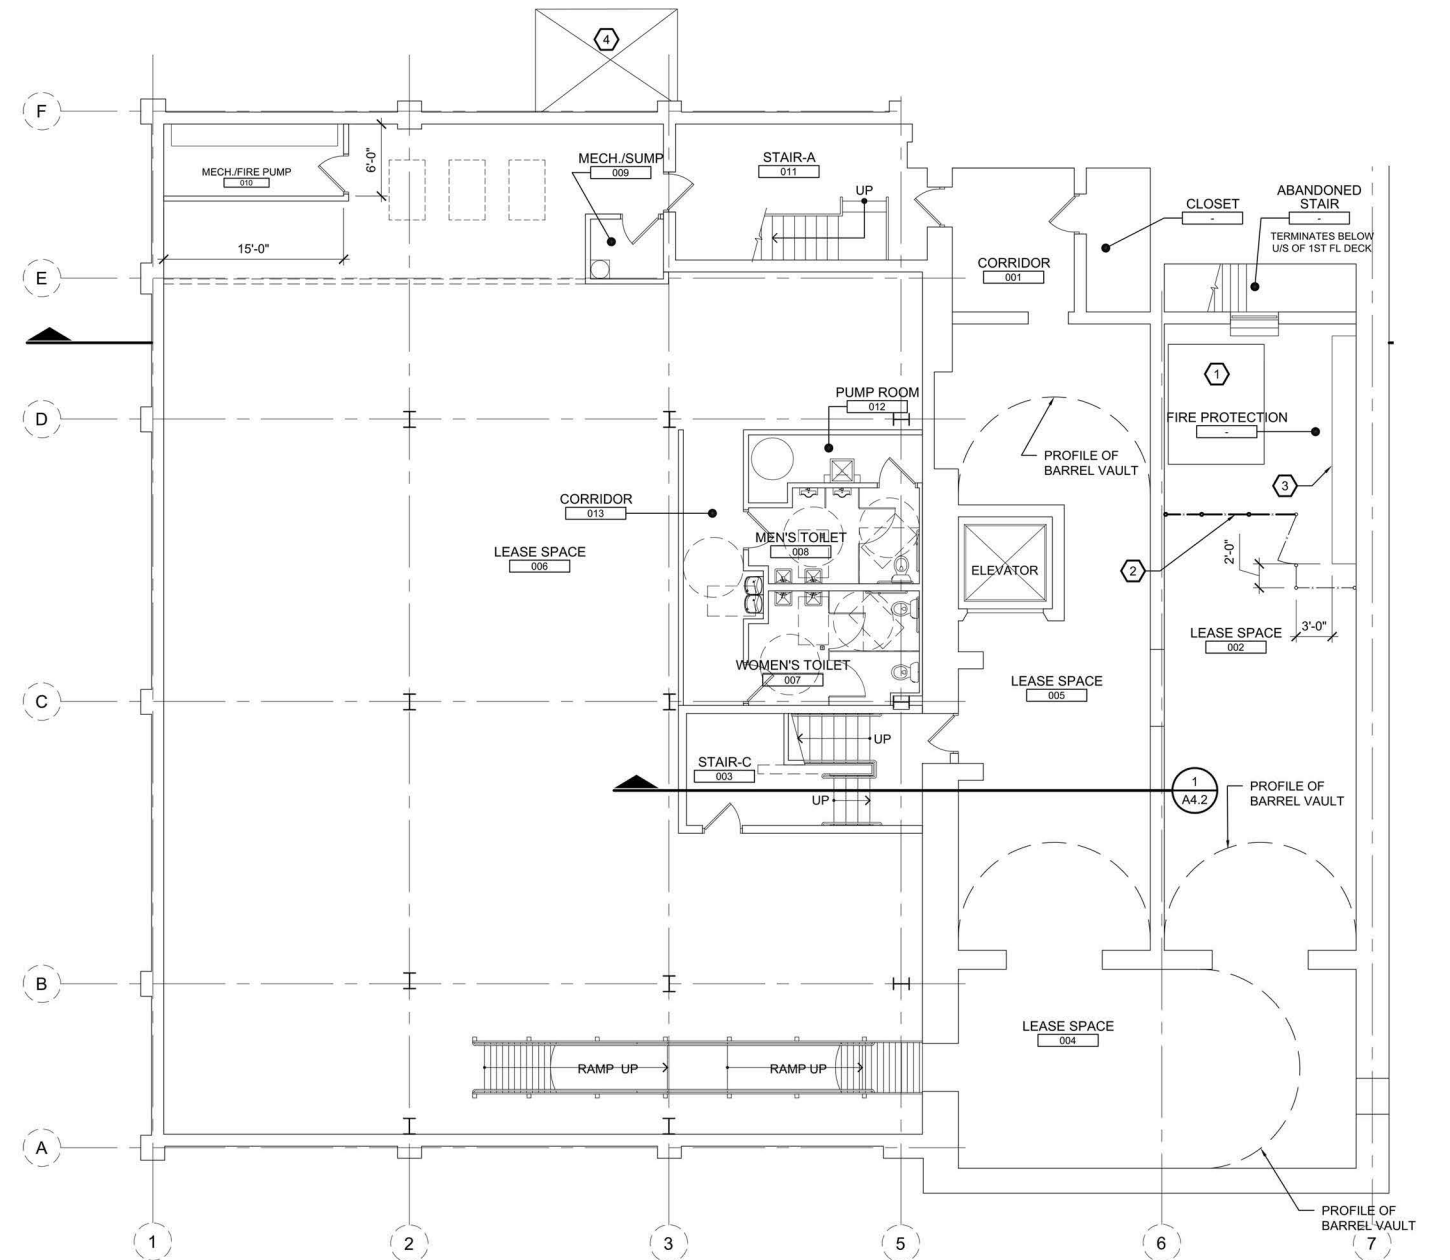 4
F
MECH./FIRE PUMP
010
6'-0"
MECH./SUMP
009
STAIR-A
011
UP
CLOSET
-
ABANDONED
STAIR
-
TERMINATES BELOW
U/S OF 1ST FL DECK
15'-0"
E
CORRIDOR
001
1
D
PUMP ROOM
012
FIRE PROTECTION
-
PROFILE OF
BARREL VAULT
3
CORRIDOR
013
MEN'S TOILET
008
LEASE SPACE
006
ELEVATOR
2
2'-0"
3'-0"
LEASE SPACE
002
WOMEN'S TOILET
007
LEASE SPACE
005
C
UP
STAIR-C
003
UP
1
A4.2
PROFILE OF
BARREL VAULT
B
LEASE SPACE
004
RAMP UP
RAMP UP
A
PROFILE OF
BARREL VAULT
1
2
3
5
6
7